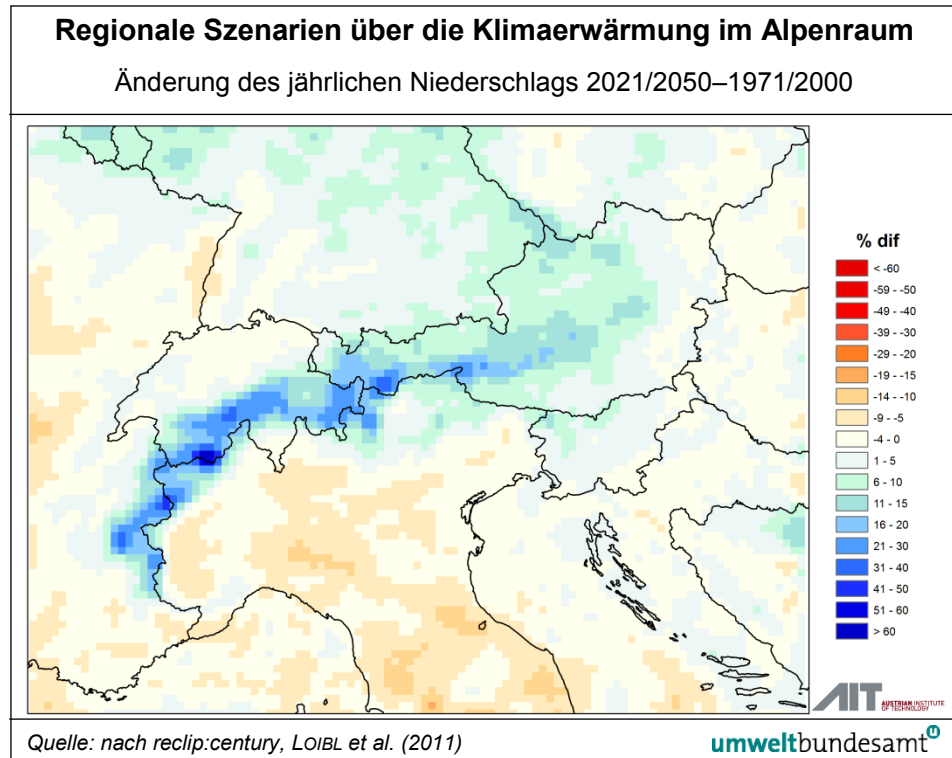 Regionale Szenarien über die Klimaerwärmung im Alpenraum
Änderung des jährlichen Niederschlags 2021/2050–1971/2000
% dif
< -60
-59 - -50
-49 - -40
-39 - -30
-29 - -20
-19 - -15
-14 - -10
-9 - -5
-4 - 0
1 - 5
6 - 10
11 - 15
16 - 20
21 - 30
31 - 40
41 - 50
51 - 60
> 60
AIT AUSTRIAN INSTITUTE
OF TECHNOLOGY
Quelle: nach reclip:century, LOIBL et al. (2011)
umweltbundesamt u